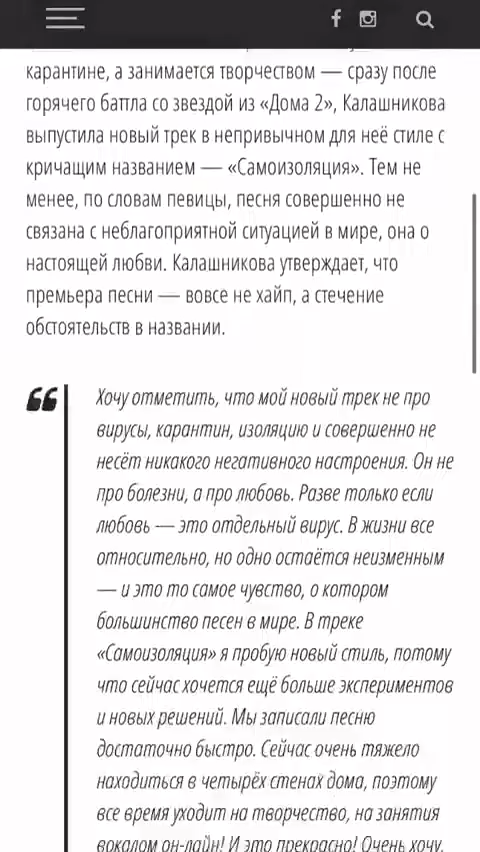 карантине, а занимается творчеством — сразу после
горячего баттла со звездой из «Дома 2», Калашникова
выпустила новый трек в непривычном для неё стиле с
кричащим названием — «Самоизоляция». Тем не
менее, по словам певицы, песня совершенно не
связана с неблагоприятной ситуацией в мире, она о
настоящей любви. Калашникова утверждает, что
премьера песни — вовсе не хайп, а стечение
обстоятельств в названии.
Хочу отметить, что мой новый трек не про
вирусы, карантин, изоляцию и совершенно не
несёт никакого негативного настроения. Он не
про болезни, а про любовь. Разве только если
любовь — это отдельный вирус. В жизни все
относительно, но одно остаётся неизменным
— и это то самое чувство, о котором
большинство песен в мире. В треке
«Самоизоляция» я пробую новый стиль, потому
что сейчас хочется ещё больше экспериментов
и новых решений. Мы записали песню
достаточно быстро. Сейчас очень тяжело
находиться в четырёх стенах дома, поэтому
все время уходит на творчество, на занятия
вокалом он-лайн! И это прекрасно! Очень хочу,